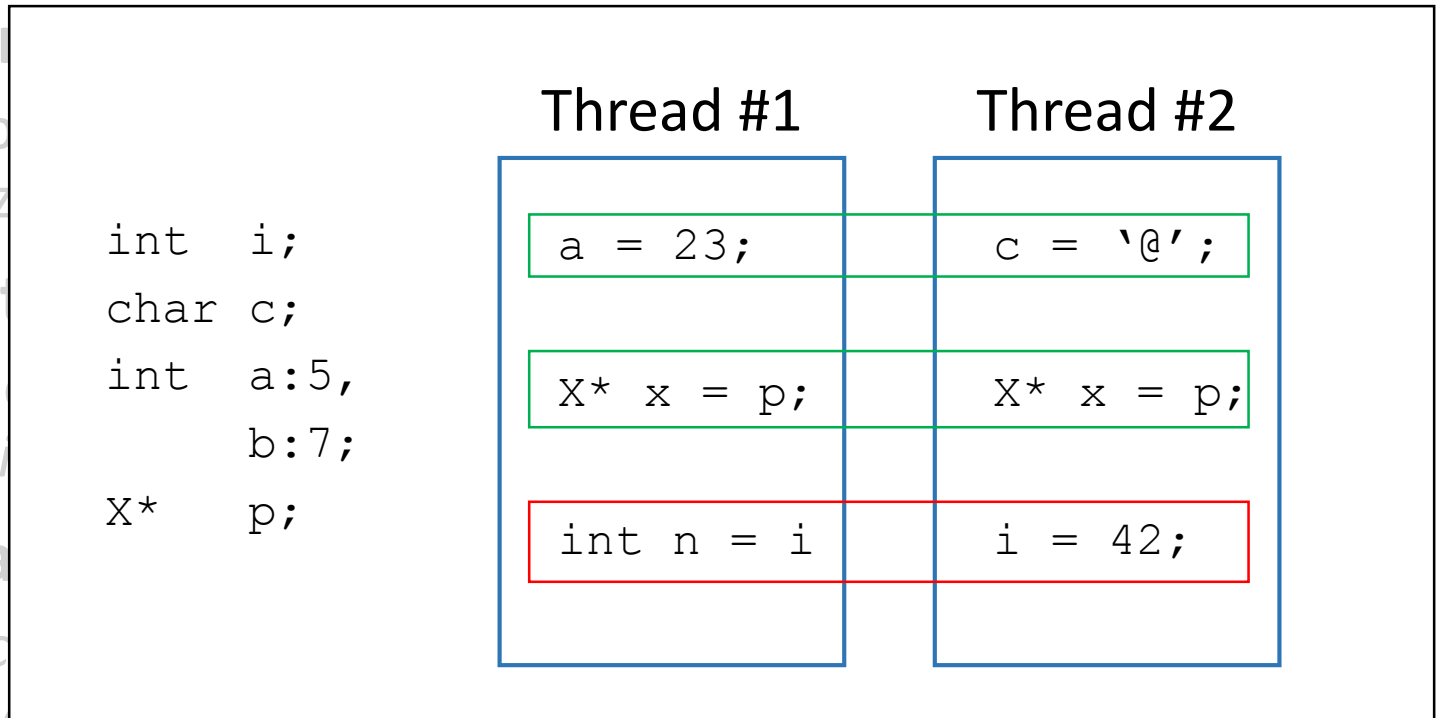 Thread #1 Thread #2
int i; a = 23; c = ‘@’;
char c;
int a:5, X* x = p; X* x = p;
b:7;
X* p; int n = i i = 42;